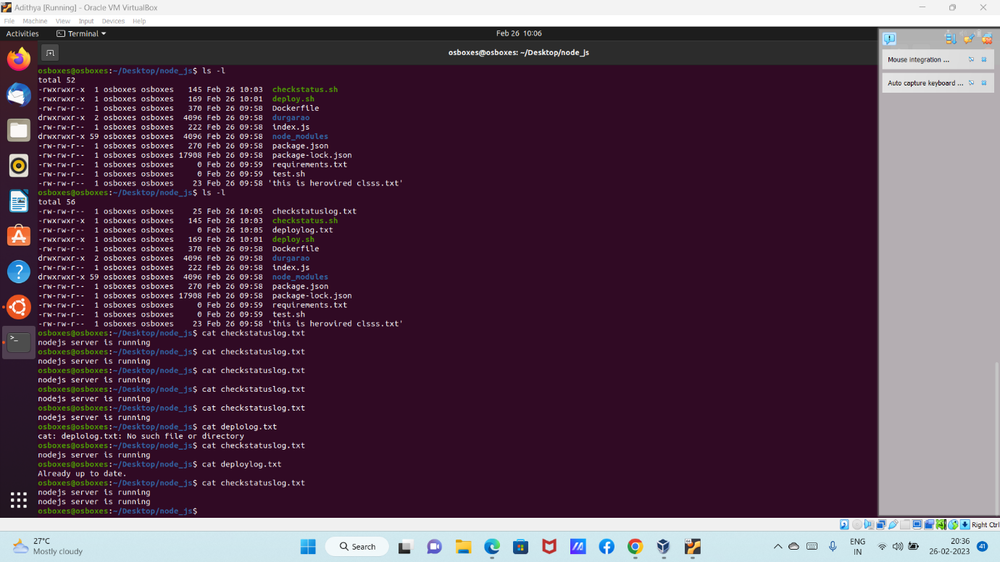 Adithya [Running] - Oracle VM VirtualBox
File Machine View Input Devices Help
Activities Terminal Feb 26 10:06
osboxes@osboxes: ~/Desktop/node_js
Mouse integration ...
Auto capture keyboard ...
osboxes@osboxes:~/Desktop/node_js$ ls -l
total 52
-rwxrwxr-x 1 osboxes osboxes 145 Feb 26 10:03 checkstatus.sh
-rwxrwxr-x 1 osboxes osboxes 169 Feb 26 10:01 deploy.sh
-rw-rw-r-- 1 osboxes osboxes 370 Feb 26 09:58 Dockerfile
drwxrwxr-x 2 osboxes osboxes 4096 Feb 26 09:58 durgarao
-rw-rw-r-- 1 osboxes osboxes 222 Feb 26 09:58 index.js
drwxrwxr-x 59 osboxes osboxes 4096 Feb 26 09:58 node_modules
-rw-rw-r-- 1 osboxes osboxes 270 Feb 26 09:58 package.json
-rw-rw-r-- 1 osboxes osboxes 17908 Feb 26 09:58 package-lock.json
-rw-rw-r-- 1 osboxes osboxes 0 Feb 26 09:59 requirements.txt
-rw-rw-r-- 1 osboxes osboxes 0 Feb 26 09:59 test.sh
-rw-rw-r-- 1 osboxes osboxes 23 Feb 26 09:58 'this is herovired clsss.txt'
osboxes@osboxes:~/Desktop/node_js$ ls -l
total 56
-rw-rw-r-- 1 osboxes osboxes 25 Feb 26 10:05 checkstatuslog.txt
-rwxrwxr-x 1 osboxes osboxes 145 Feb 26 10:03 checkstatus.sh
-rw-rw-r-- 1 osboxes osboxes 0 Feb 26 10:05 deploylog.txt
-rwxrwxr-x 1 osboxes osboxes 169 Feb 26 10:01 deploy.sh
-rw-rw-r-- 1 osboxes osboxes 370 Feb 26 09:58 Dockerfile
drwxrwxr-x 2 osboxes osboxes 4096 Feb 26 09:58 durgarao
-rw-rw-r-- 1 osboxes osboxes 222 Feb 26 09:58 index.js
drwxrwxr-x 59 osboxes osboxes 4096 Feb 26 09:58 node_modules
-rw-rw-r-- 1 osboxes osboxes 270 Feb 26 09:58 package.json
-rw-rw-r-- 1 osboxes osboxes 17908 Feb 26 09:58 package-lock.json
-rw-rw-r-- 1 osboxes osboxes 0 Feb 26 09:59 requirements.txt
-rw-rw-r-- 1 osboxes osboxes 0 Feb 26 09:59 test.sh
-rw-rw-r-- 1 osboxes osboxes 23 Feb 26 09:58 'this is herovired clsss.txt'
osboxes@osboxes:~/Desktop/node_js$ cat checkstatuslog.txt
nodejs server is running
osboxes@osboxes:~/Desktop/node_js$ cat checkstatuslog.txt
nodejs server is running
osboxes@osboxes:~/Desktop/node_js$ cat checkstatuslog.txt
nodejs server is running
osboxes@osboxes:~/Desktop/node_js$ cat checkstatuslog.txt
nodejs server is running
osboxes@osboxes:~/Desktop/node_js$ cat checkstatuslog.txt
nodejs server is running
osboxes@osboxes:~/Desktop/node_js$ cat deplolog.txt
cat: deplolog.txt: No such file or directory
osboxes@osboxes:~/Desktop/node_js$ cat checkstatuslog.txt
nodejs server is running
osboxes@osboxes:~/Desktop/node_js$ cat deploylog.txt
Already up to date.
osboxes@osboxes:~/Desktop/node_js$ cat checkstatuslog.txt
nodejs server is running
nodejs server is running
osboxes@osboxes:~/Desktop/node_js$
Right Ctrl
27°C
Mostly cloudy
Search
ENG
IN
20:36
26-02-2023
41